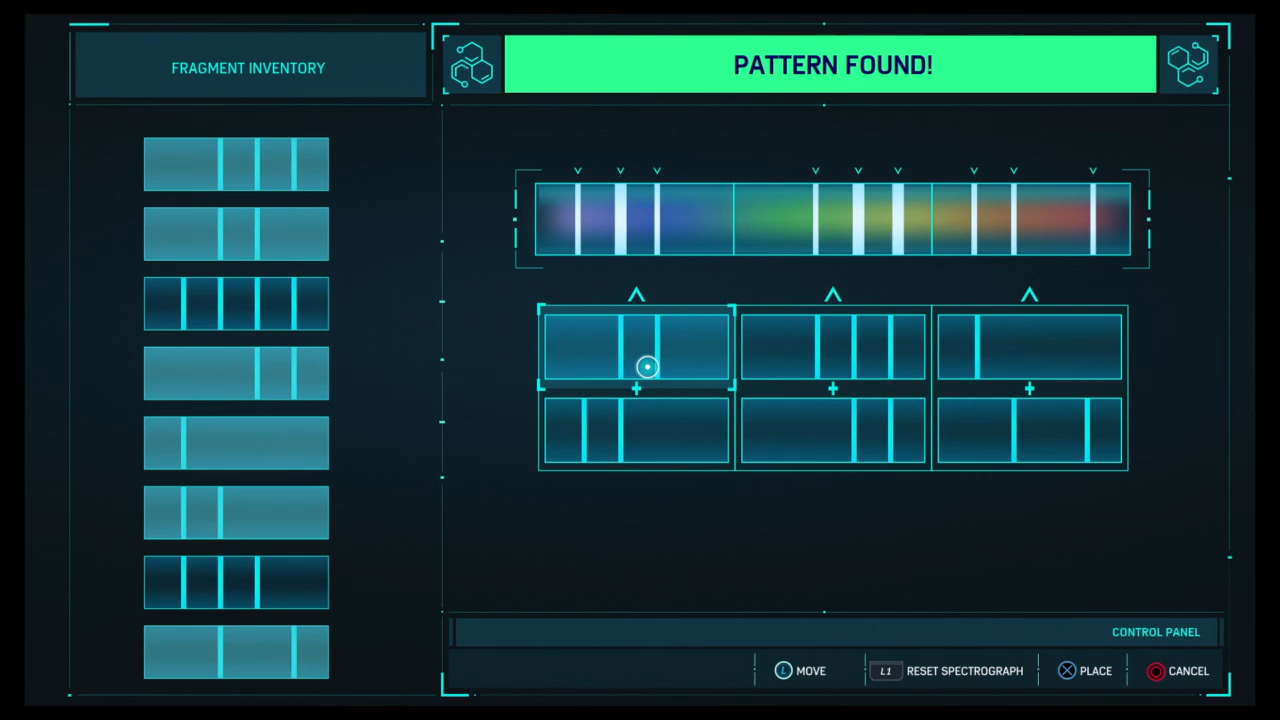 FRAGMENT INVENTORY
PATTERN FOUND!
CONTROL PANEL
L MOVE
L1 RESET SPECTROGRAPH
PLACE
CANCEL